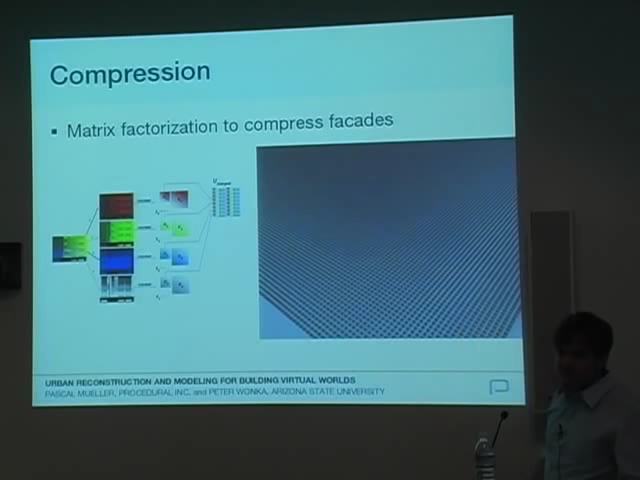 Compression
Matrix factorization to compress facades
URBAN RECONSTRUCTION AND MODELING FOR BUILDING VIRTUAL WORLDS
PASCAL MUELLER, PROCEDURAL INC. and PETER WONKA, ARIZONA STATE UNIVERSITY